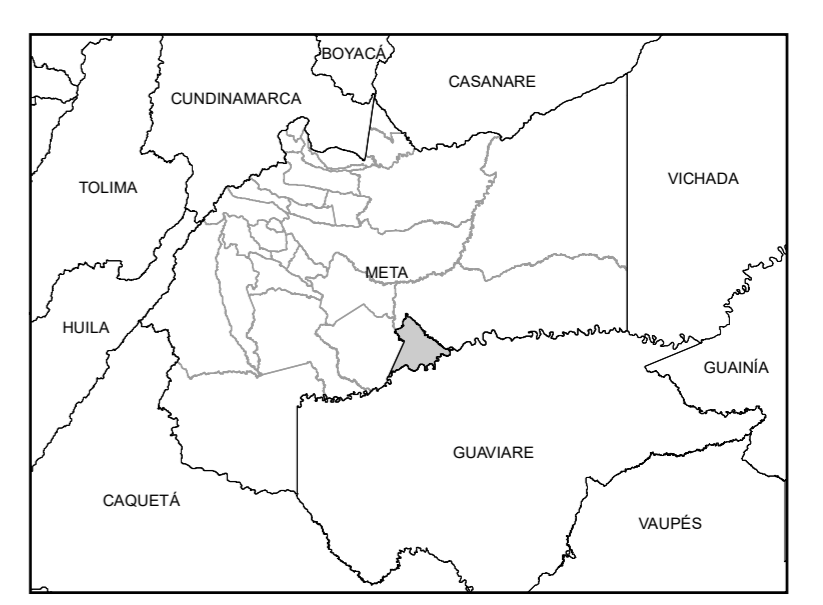 BOYACÁ
CASANARE
CUNDINAMARCA
VICHADA
TOLIMA
META
HUILA
GUAINÍA
GUAVIARE
CAQUETÁ
VAUPÉS